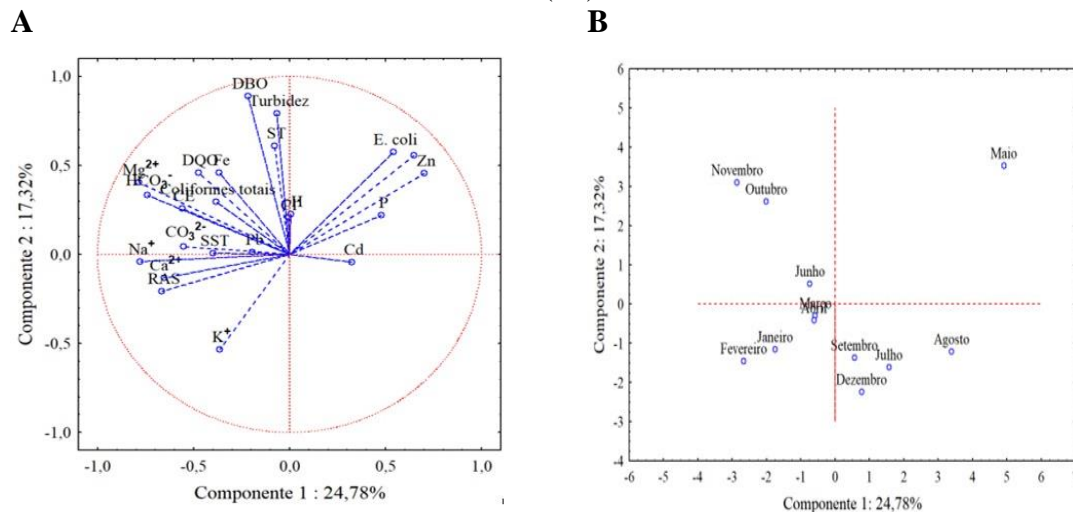 A
B
1,0
0,5
0,0
-0,5
-1,0
-1,0
-0,5
0,0
0,5
1,0
Componente 2 : 17,32%
Componente 1 : 24,78%
DBO
Turbidez
ST
E. coli
Zn
DQO
Fe
Mg2+
HCO3-
Coliformes totais
CE
P
CO32-
SST
Pb
Cd
Na+
Ca2+
RAS
K+
6
5
4
3
2
1
0
-1
-2
-3
-4
-6
-5
-4
-3
-2
-1
0
1
2
3
4
5
6
Componente 2: 17,32%
Componente 1: 24,78%
Maio
Novembro
Outubro
Junho
Março
Abril
Janeiro
Fevereiro
Setembro
Julho
Agosto
Dezembro